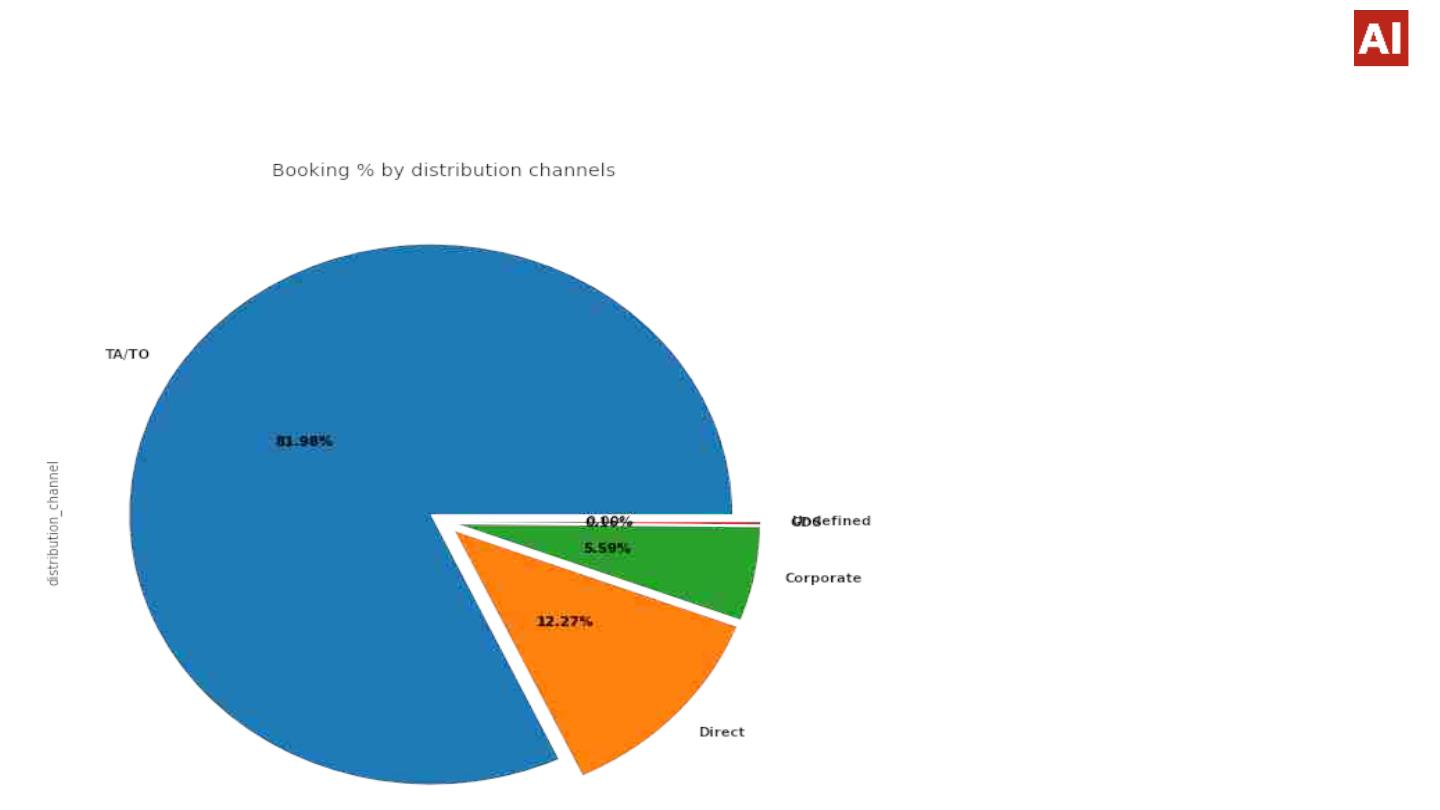 AI
Booking % by distribution channels
TA/TO
81.98%
distribution_channel
5.59%
Corporate
12.27%
Direct